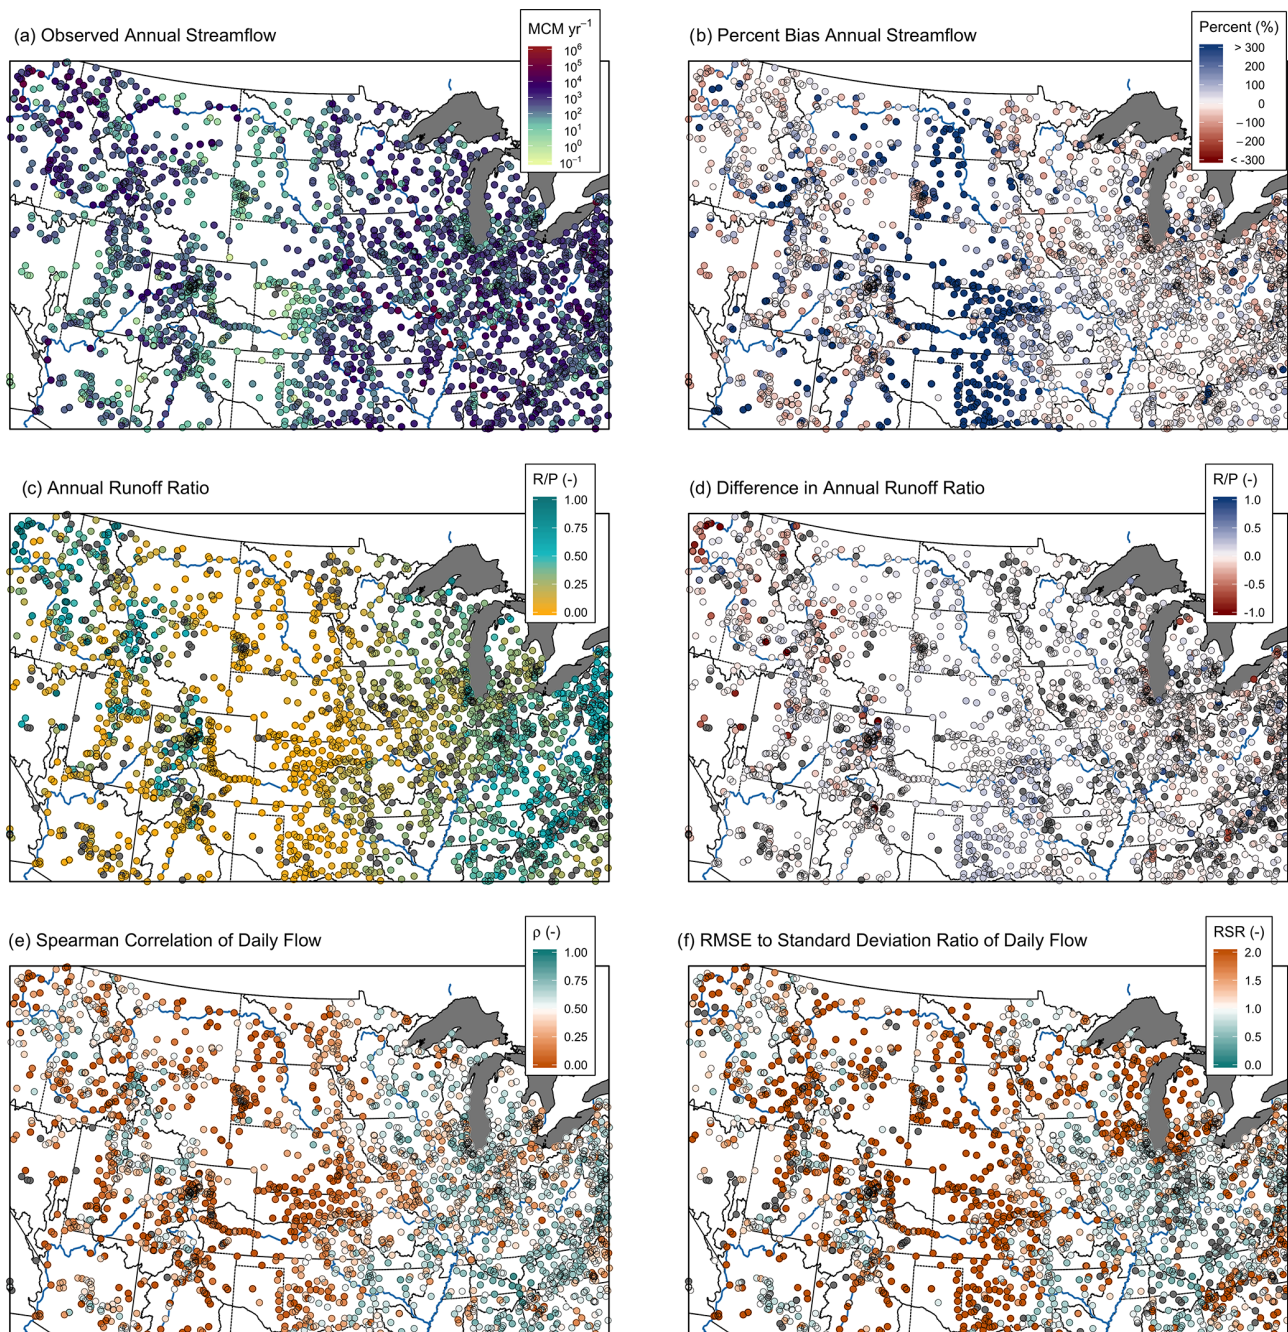 (a) Observed Annual Streamflow
MCM yr⁻¹
10⁶
10⁵
10⁴
10³
10²
10¹
10⁰
10⁻¹
(b) Percent Bias Annual Streamflow
Percent (%)
> 300
200
100
0
−100
−200
< -300
(c) Annual Runoff Ratio
R/P (-)
1.00
0.75
0.50
0.25
0.00
(d) Difference in Annual Runoff Ratio
R/P (-)
1.0
0.5
0.0
-0.5
-1.0
(e) Spearman Correlation of Daily Flow
ρ (-)
1.00
0.75
0.50
0.25
0.00
(f) RMSE to Standard Deviation Ratio of Daily Flow
RSR (-)
2.0
1.5
1.0
0.5
0.0